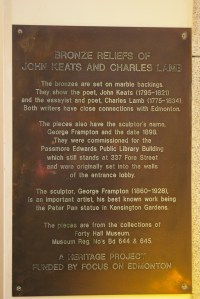 BRONZE RELIEFS OF
JOHN KEATS AND CHARLES LAMB
The bronzes are set on marble backings.
They show the poet, John Keats (1795-1821)
and the essayist and poet, Charles Lamb (1775-1834)
Both writers have close connections with Edmonton.
The pieces also have the sculptor's name,
George Frampton and the date 1898.
They were commissioned for the
Passmore Edwards Public Library Building
which still stands at 337 Fore Street
and were originally set into the walls
of the entrance lobby.
The sculptor, George Frampton (1860-1928),
is an important artist, his best known work being
the Peter Pan statue in Kensington Gardens.
The pieces are from the collections of
Forty Hall Museum.
Museum Reg. No's Bd 644 & 645.
A HERITAGE PROJECT
FUNDED BY FOCUS ON EDMONTON